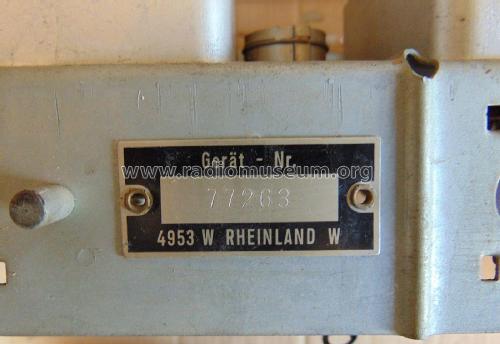 Gerät - Nr.
www.radiomuseum.org
77263
4953 W RHEINLAND W